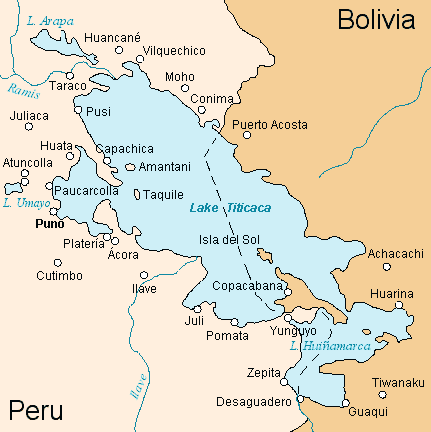 L. Arapa
Bolivia
Huancané
Vilquechico
Ramis
Taraco
Moho
Conima
Pusi
Juliaca
Puerto Acosta
Huata
Capachica
Atuncolla
Amantani
Paucarcolla
Taquile
L. Umayo
Lake Titicaca
Puno
Platería
Isla del Sol
Acora
Cutimbo
Achacachi
Ilave
Copacabana
Huarina
Juli
Pomata
Yunguyo
L. Huiñamarca
Ilave
Zepita
Tiwanaku
Desaguadero
Peru
Guaqui